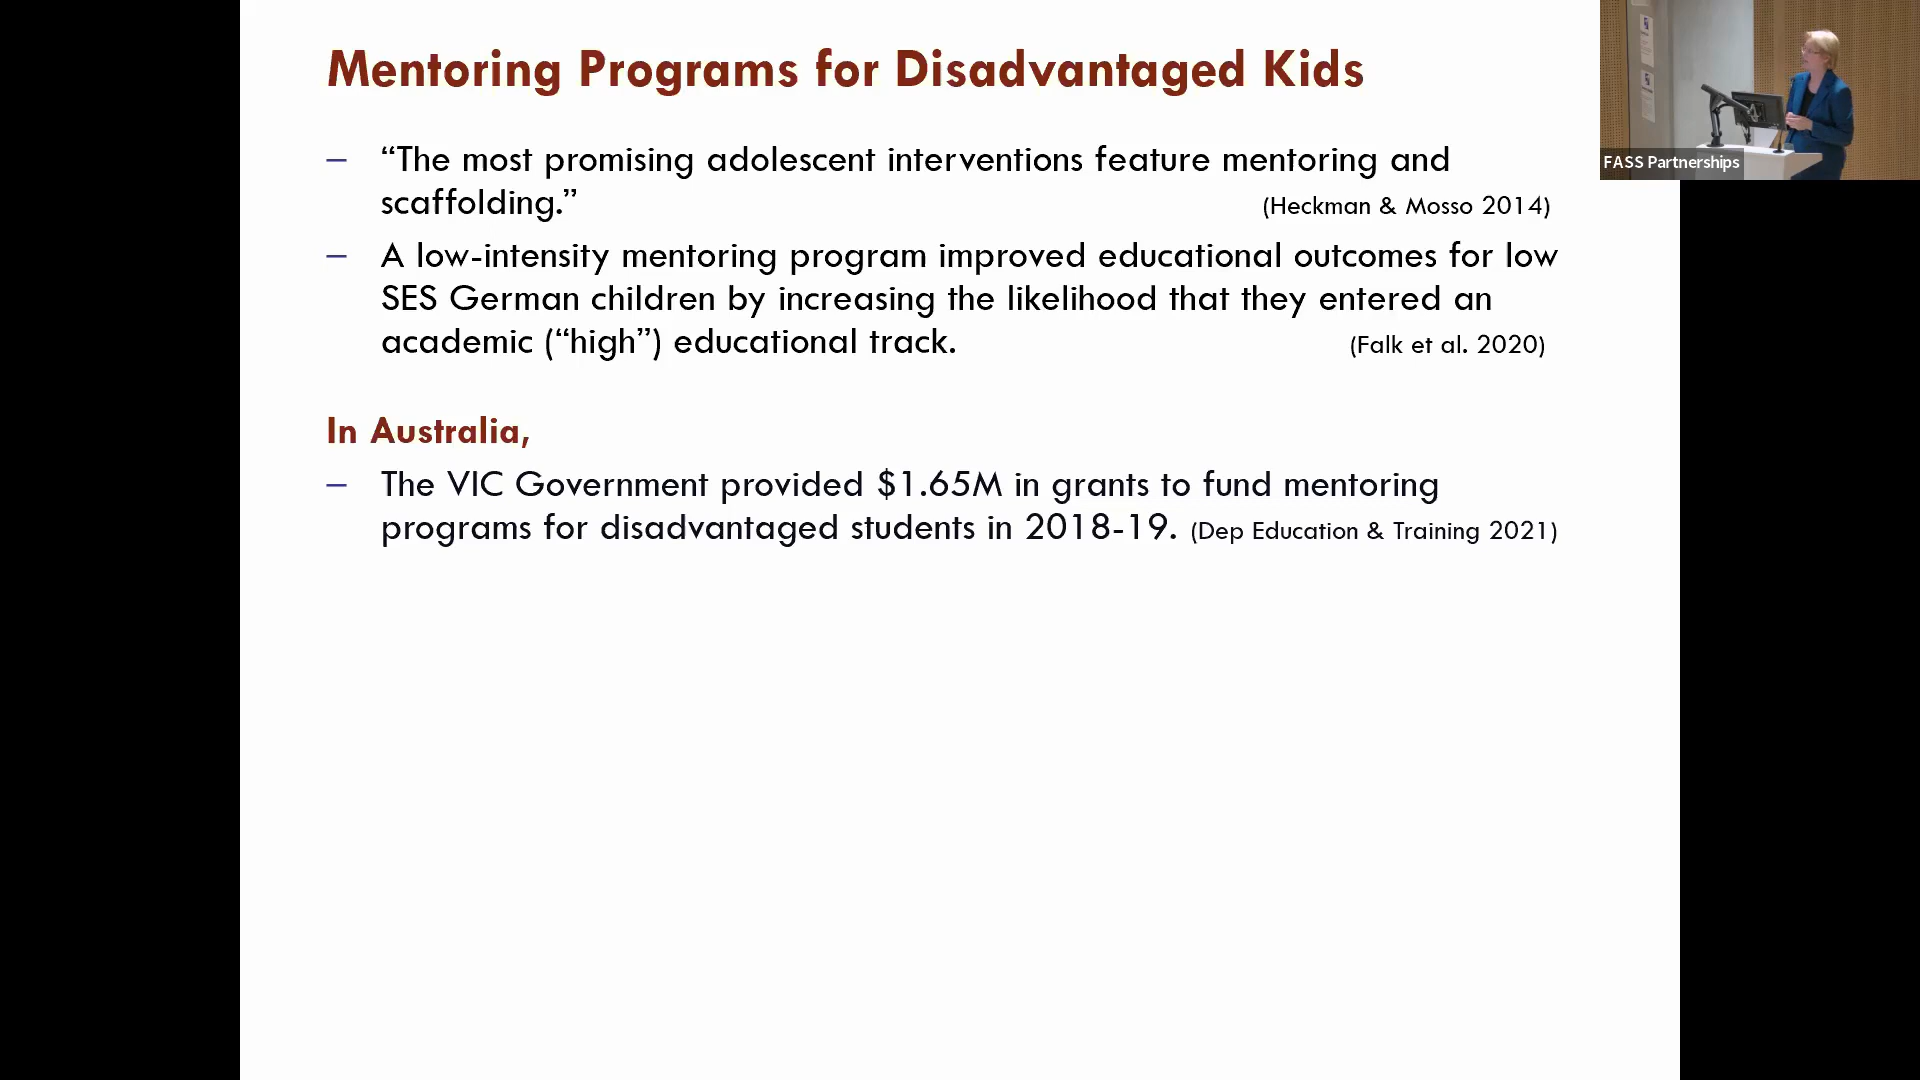 Mentoring Programs for Disadvantaged Kids
– “The most promising adolescent interventions feature mentoring and
scaffolding.” (Heckman & Mosso 2014)
– A low-intensity mentoring program improved educational outcomes for low
SES German children by increasing the likelihood that they entered an
academic (“high”) educational track. (Falk et al. 2020)
In Australia,
– The VIC Government provided $1.65M in grants to fund mentoring
programs for disadvantaged students in 2018-19. (Dep Education & Training 2021)
FASS Partnerships